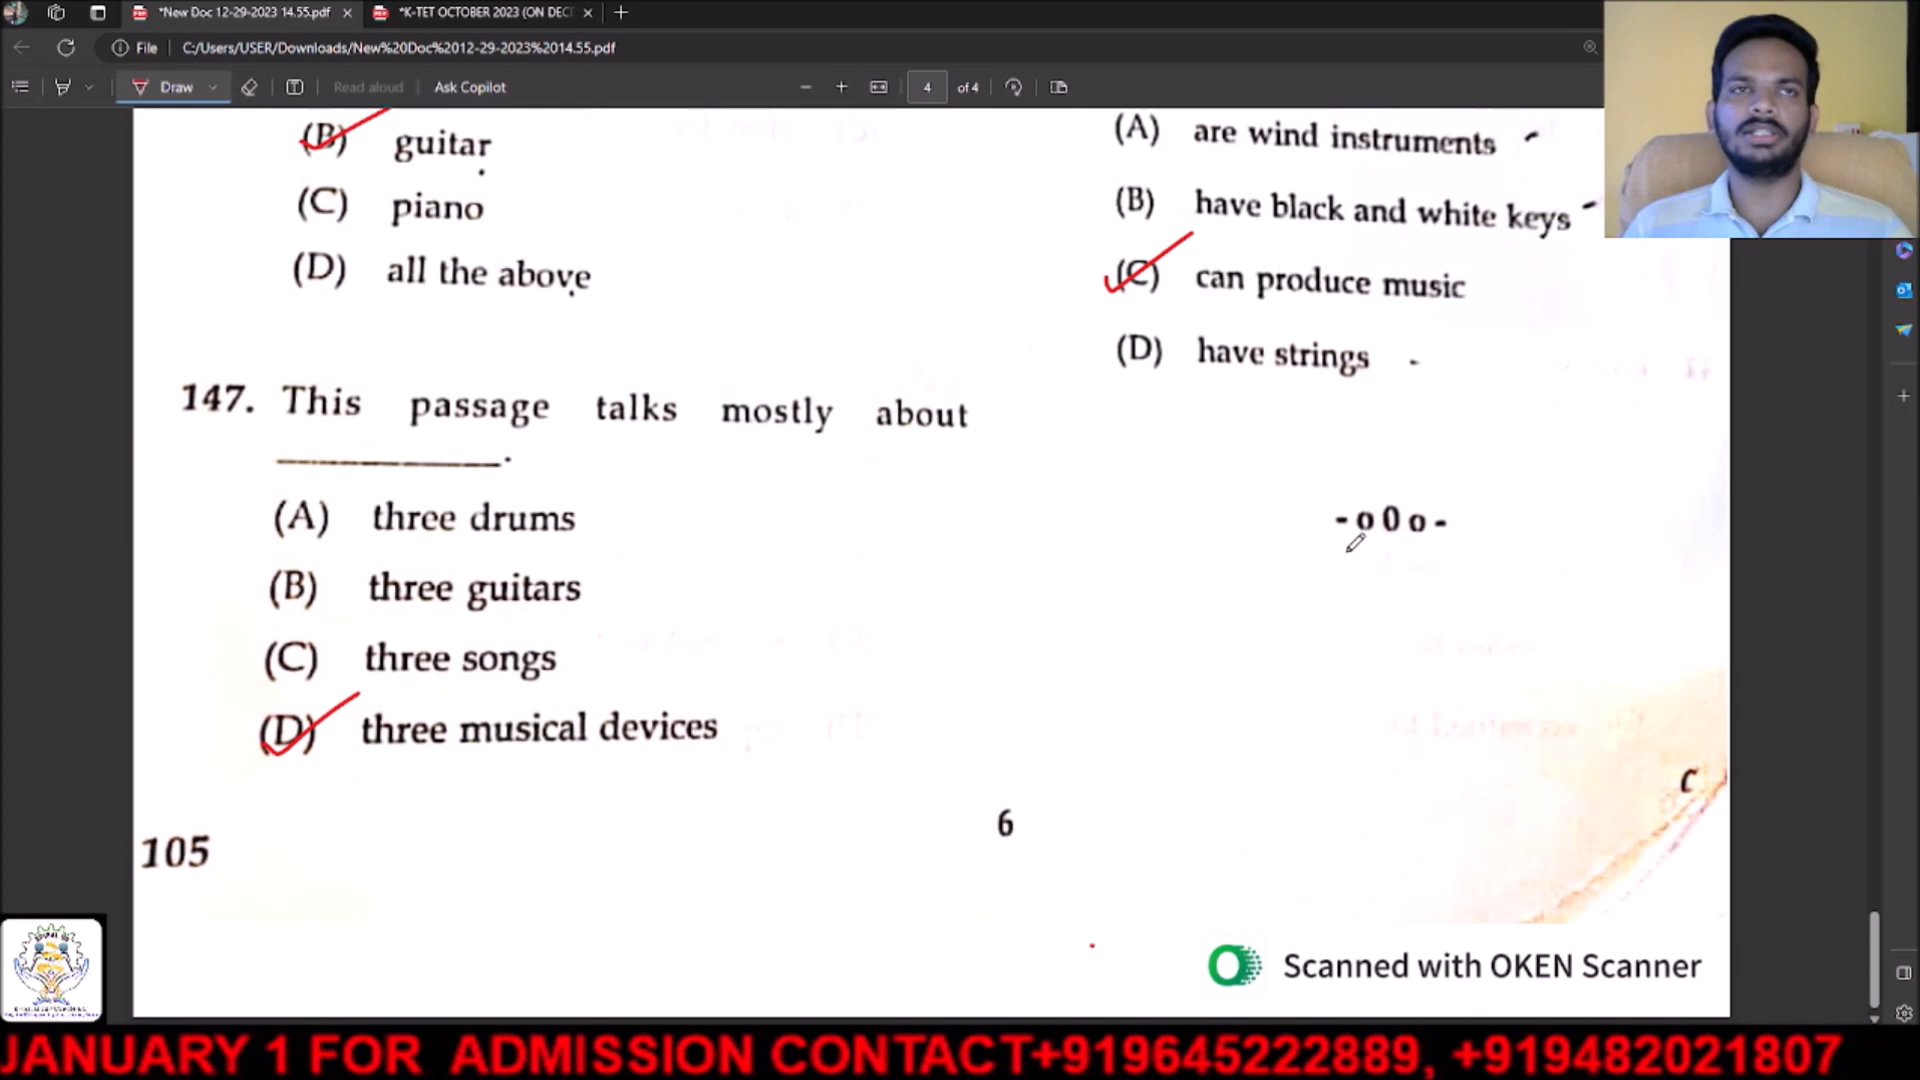 *New Doc 12-29-2023 14.55.pdf
*K-TET OCTOBER 2023 (ON DEC
File
C:/Users/USER/Downloads/New%20Doc%2012-29-2023%2014.55.pdf
Draw
Read aloud
Ask Copilot
4
of 4
(B) guitar
(C) piano
(D) all the above
147. This passage talks mostly about
____________.
(A) three drums
(B) three guitars
(C) three songs
(D) three musical devices
105
6
(A) are wind instruments
(B) have black and white keys
(C) can produce music
(D) have strings
- o 0 o -
C
Scanned with OKEN Scanner
JANUARY 1 FOR ADMISSION CONTACT+919645222889, +919482021807